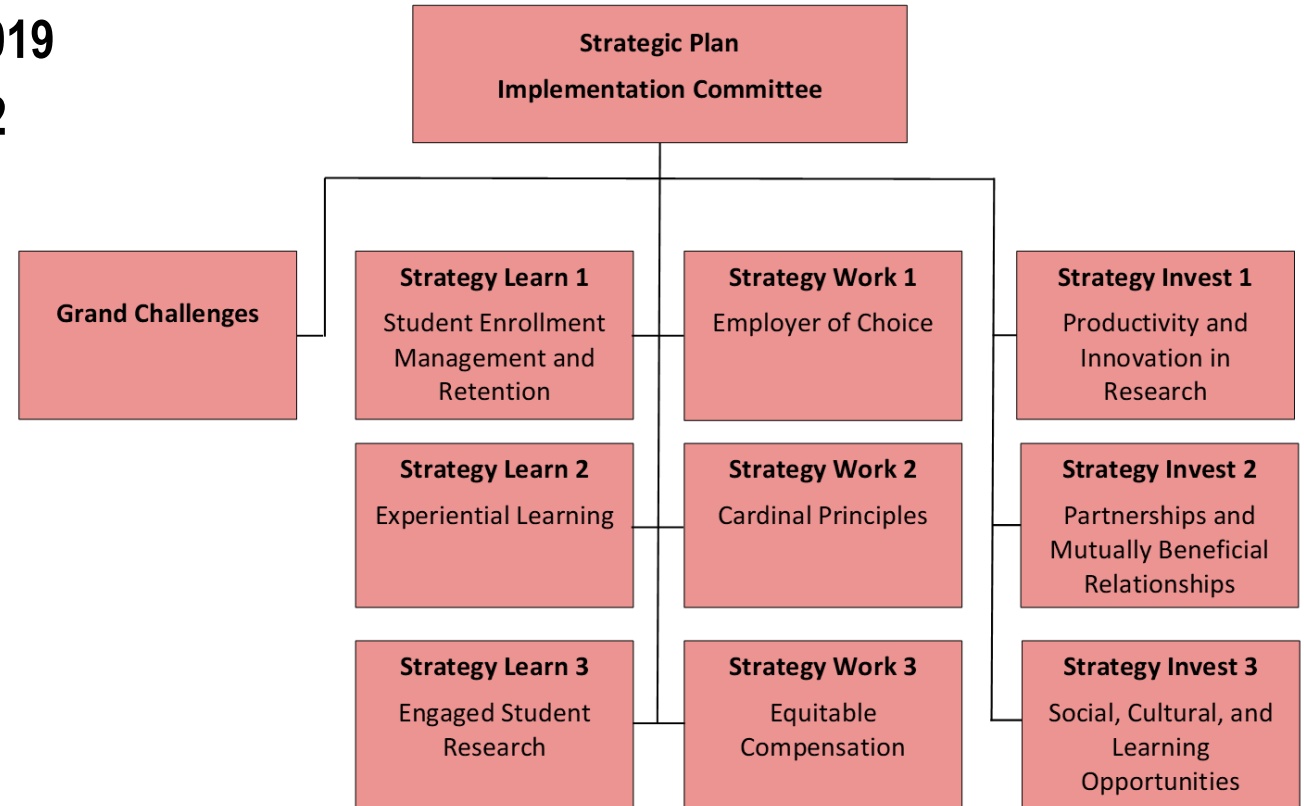 019
2
Strategic Plan
Implementation Committee
Grand Challenges
Strategy Learn 1
Student Enrollment
Management and
Retention
Strategy Work 1
Employer of Choice
Strategy Invest 1
Productivity and
Innovation in
Research
Strategy Learn 2
Experiential Learning
Strategy Work 2
Cardinal Principles
Strategy Invest 2
Partnerships and
Mutually Beneficial
Relationships
Strategy Learn 3
Engaged Student
Research
Strategy Work 3
Equitable
Compensation
Strategy Invest 3
Social, Cultural, and
Learning
Opportunities